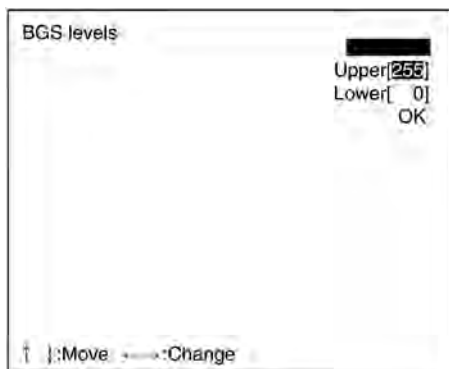 BGS levels
Upper[255]
Lower[ 0]
OK
↑ ↓:Move ←→:Change